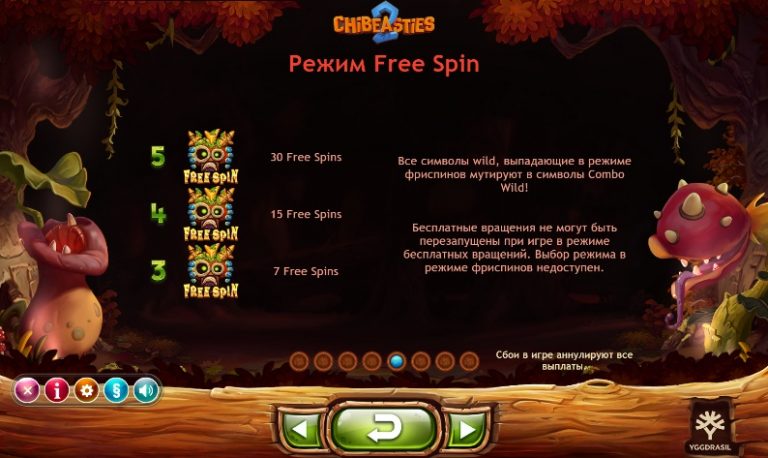 CHIBEASTIES
2
Режим Free Spin
5 FREE SPIN 30 Free Spins
4 FREE SPIN 15 Free Spins
3 FREE SPIN 7 Free Spins
Все символы wild, выпадающие в режиме
фриспинов мутируют в символы Combo
Wild!
Бесплатные вращения не могут быть
перезапущены при игре в режиме
бесплатных вращений. Выбор режима в
режиме фриспинов недоступен.
Сбои в игре аннулируют все
выплаты.
§
YGGDRASIL